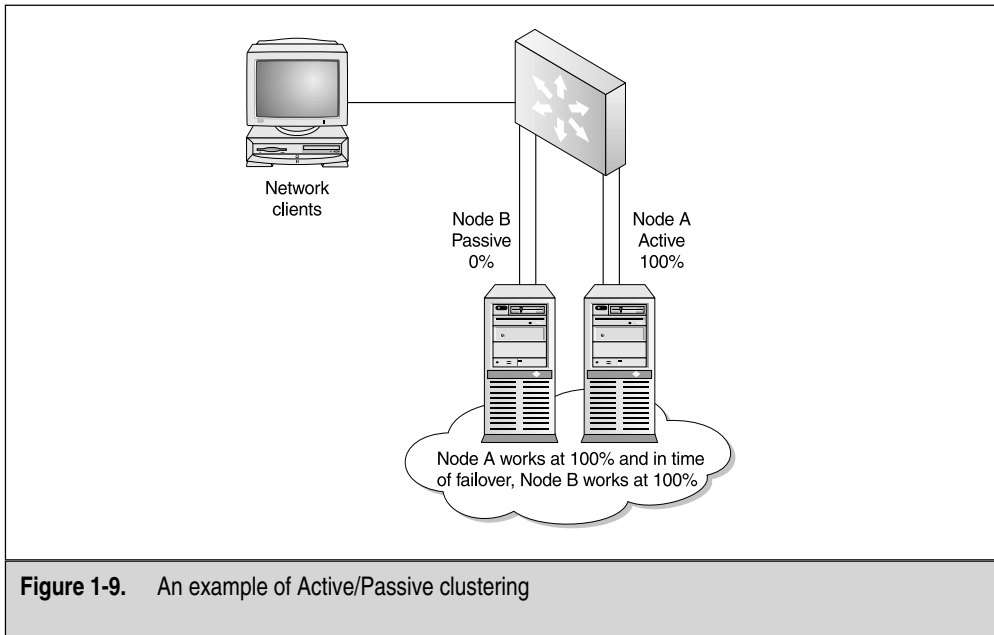 Network
clients
Node B
Passive
0%
Node A
Active
100%
Node A works at 100% and in time
of failover, Node B works at 100%
Figure 1-9. An example of Active/Passive clustering